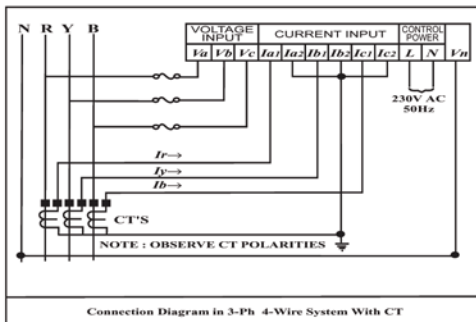 N R Y B
VOLTAGE INPUT CURRENT INPUT CONTROL POWER
Va Vb Vc Ia1 Ia2 Ib1 Ib2 Ic1 Ic2 L N Vn
230V AC
50Hz
Ir→
Iy→
Ib→
CT'S
NOTE : OBSERVE CT POLARITIES
Connection Diagram in 3-Ph 4-Wire System With CT